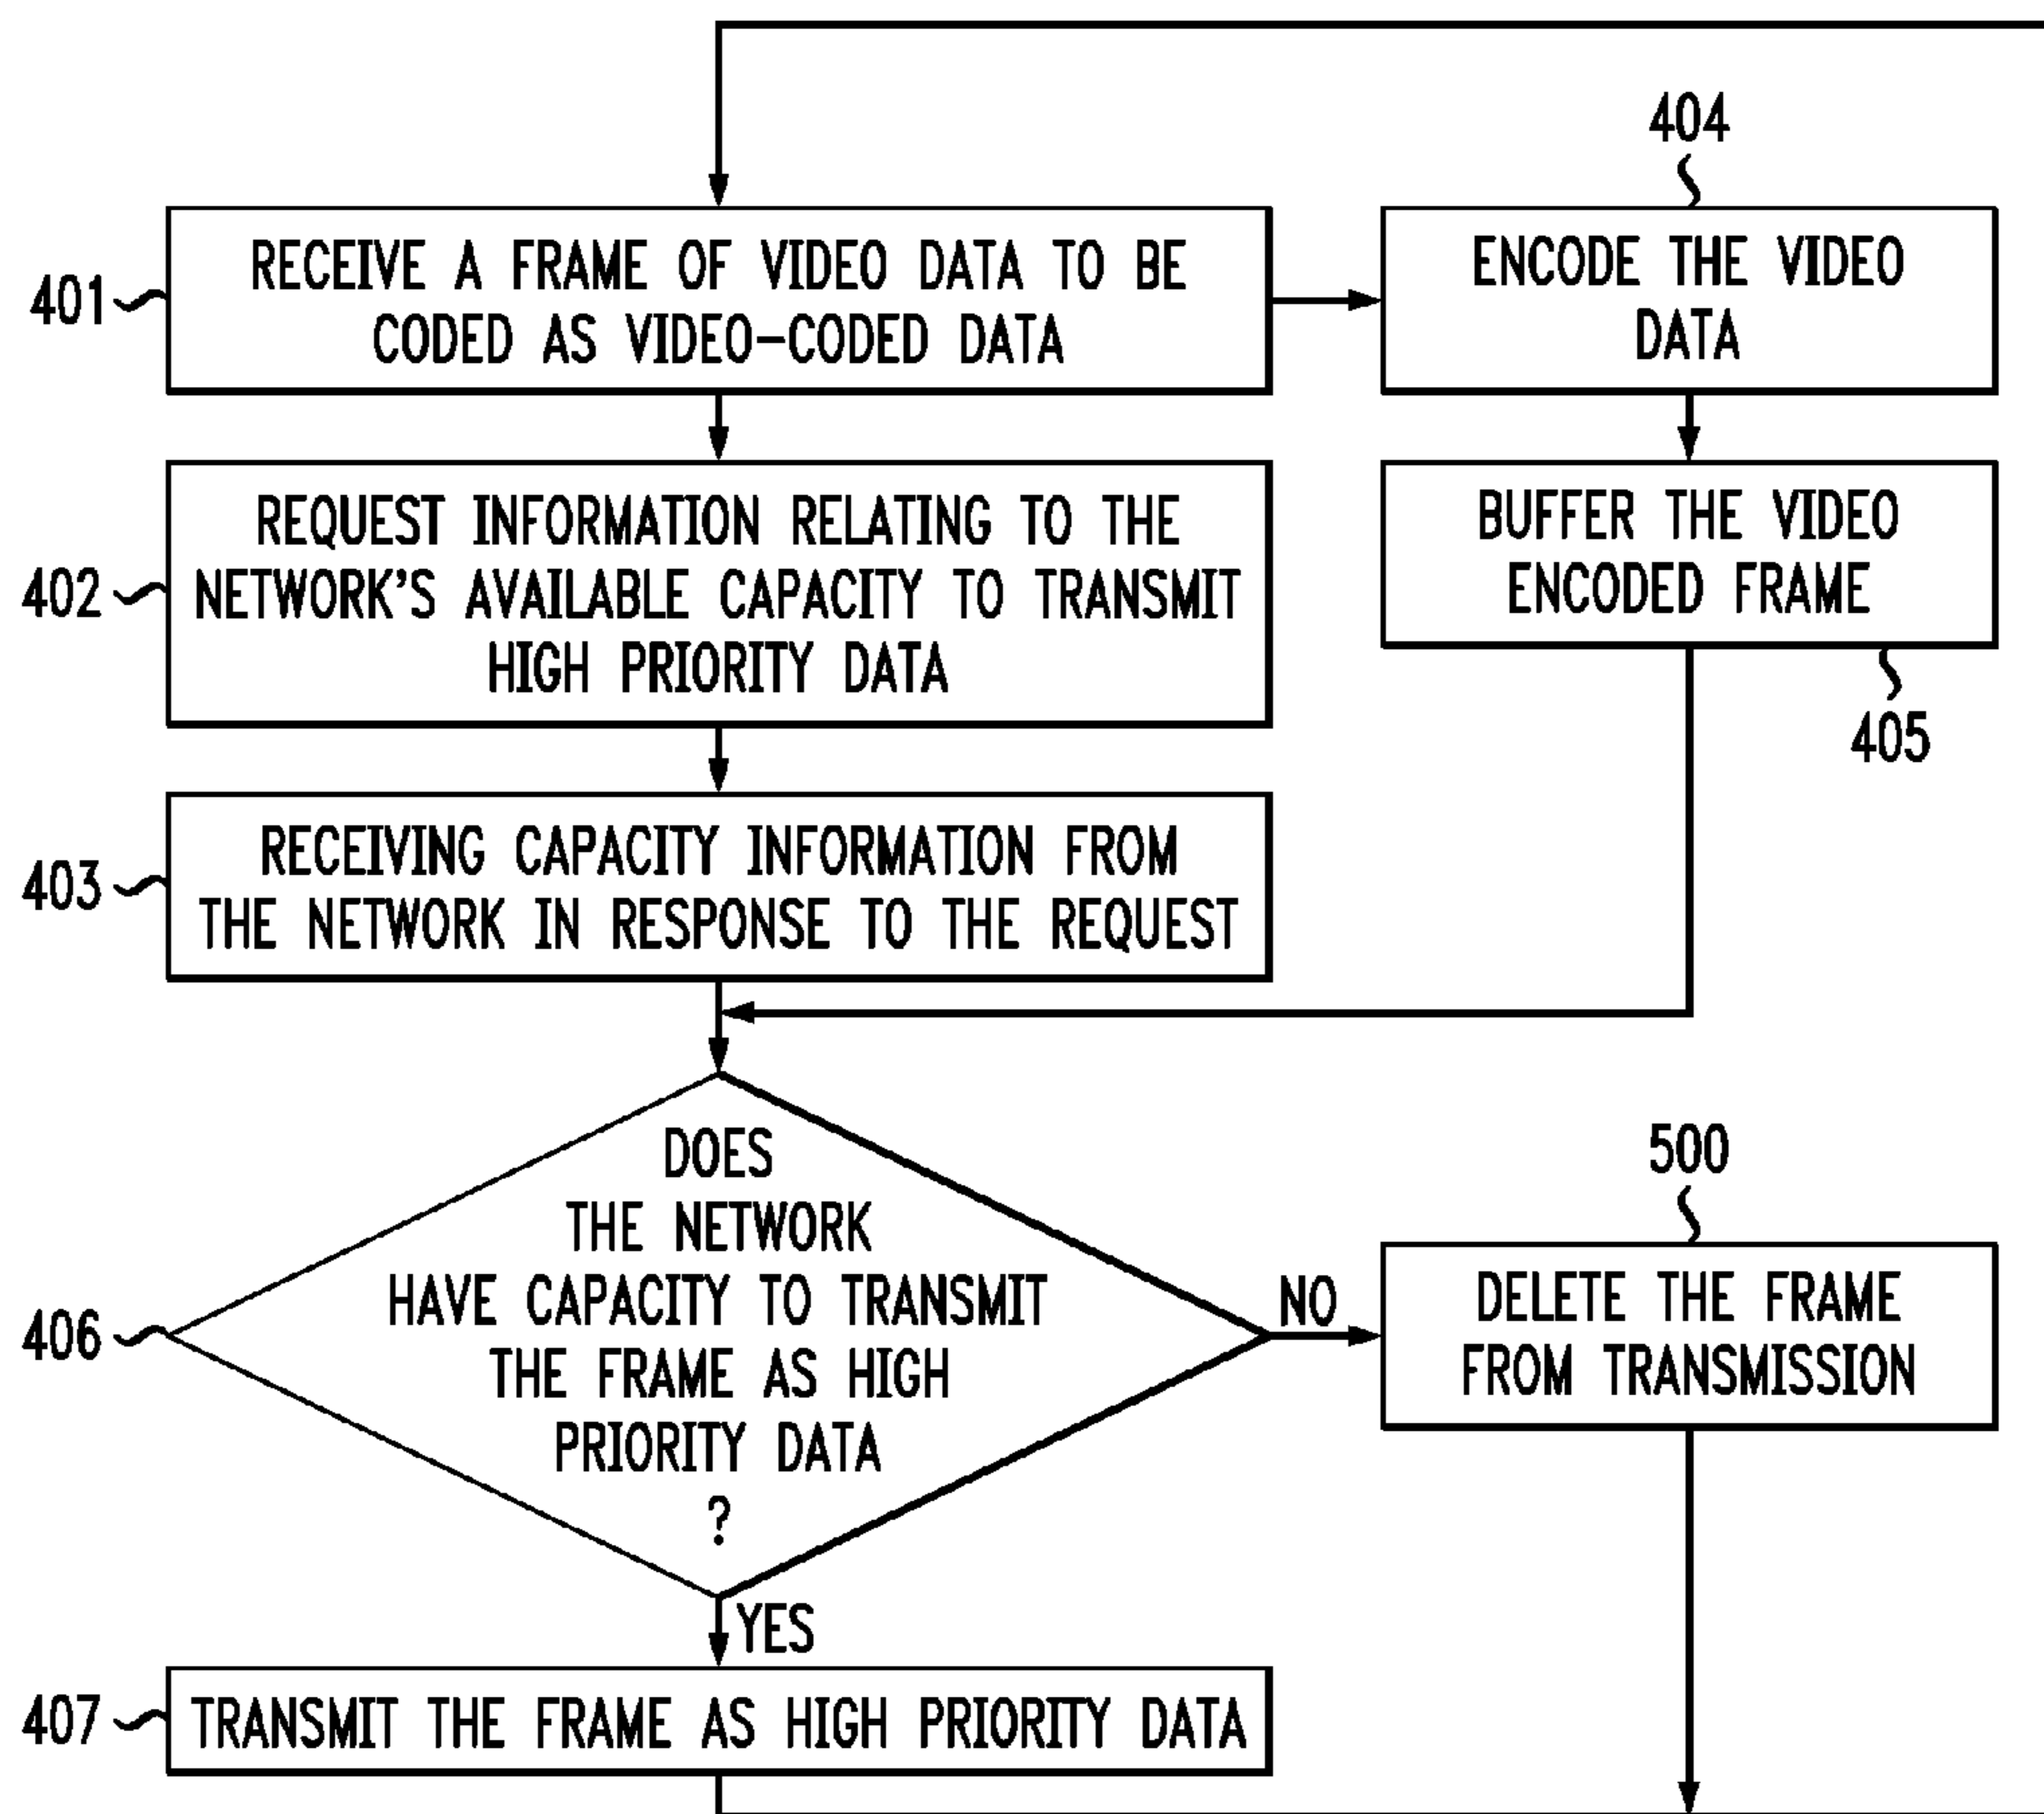 404
401
RECEIVE A FRAME OF VIDEO DATA TO BE
CODED AS VIDEO-CODED DATA
ENCODE THE VIDEO
DATA
402
REQUEST INFORMATION RELATING TO THE
NETWORK'S AVAILABLE CAPACITY TO TRANSMIT
HIGH PRIORITY DATA
BUFFER THE VIDEO
ENCODED FRAME
405
403
RECEIVING CAPACITY INFORMATION FROM
THE NETWORK IN RESPONSE TO THE REQUEST
406
DOES
THE NETWORK
HAVE CAPACITY TO TRANSMIT
THE FRAME AS HIGH
PRIORITY DATA
?
NO
500
DELETE THE FRAME
FROM TRANSMISSION
YES
407
TRANSMIT THE FRAME AS HIGH PRIORITY DATA